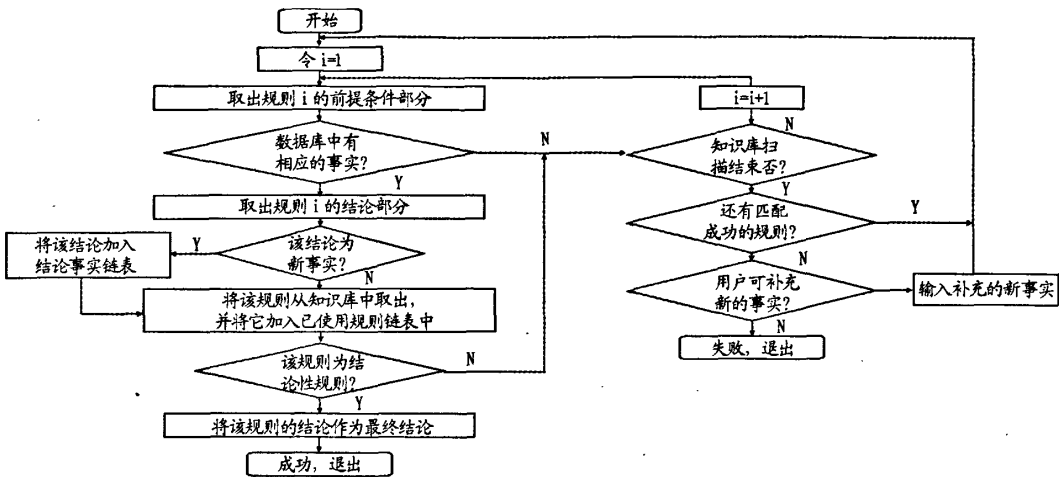 开始
令 i=1
取出规则 i 的前提条件部分
i=i+1
N
N
数据库中有
相应的事实?
知识库扫
描结束否?
Y
Y
取出规则 i 的结论部分
还有匹配
成功的规则?
Y
将该结论加入
结论事实链表
Y
该结论为
新事实?
N
N
用户可补充
新的事实?
输入补充的新事实
将该规则从知识库中取出,
并将它加入已使用规则链表中
N
失败, 退出
该规则为结
论性规则?
N
Y
将该规则的结论作为最终结论
成功, 退出